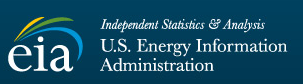 eia
Independent Statistics & Analysis
U.S. Energy Information
Administration